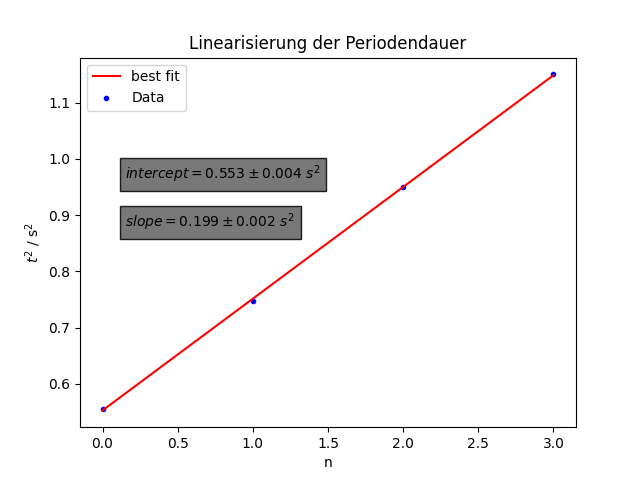 Linearisierung der Periodendauer
best fit
Data
intercept = 0.553 ± 0.004 s²
slope = 0.199 ± 0.002 s²
t² / s²
1.1
1.0
0.9
0.8
0.7
0.6
0.0 0.5 1.0 1.5 2.0 2.5 3.0
n